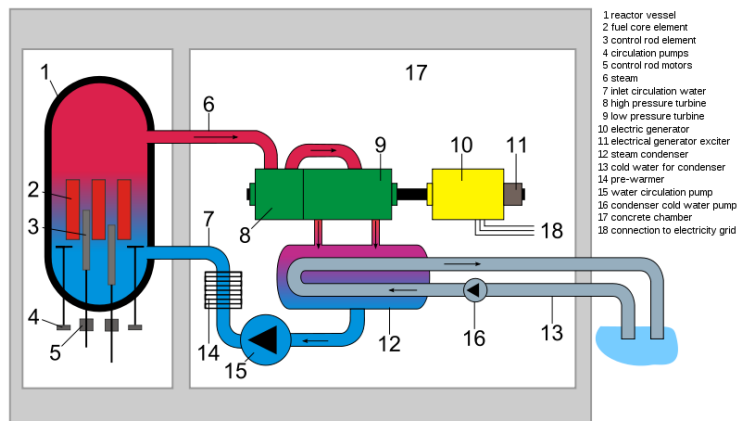 1 reactor vessel
2 fuel core element
3 control rod element
4 circulation pumps
5 control rod motors
6 steam
7 inlet circulation water
8 high pressure turbine
9 low pressure turbine
10 electric generator
11 electrical generator exciter
12 steam condenser
13 cold water for condenser
14 pre-warmer
15 water circulation pump
16 condenser cold water pump
17 concrete chamber
18 connection to electricity grid
1
17
6
9
10
11
2
3
7
8
18
4
5
14
15
12
16
13